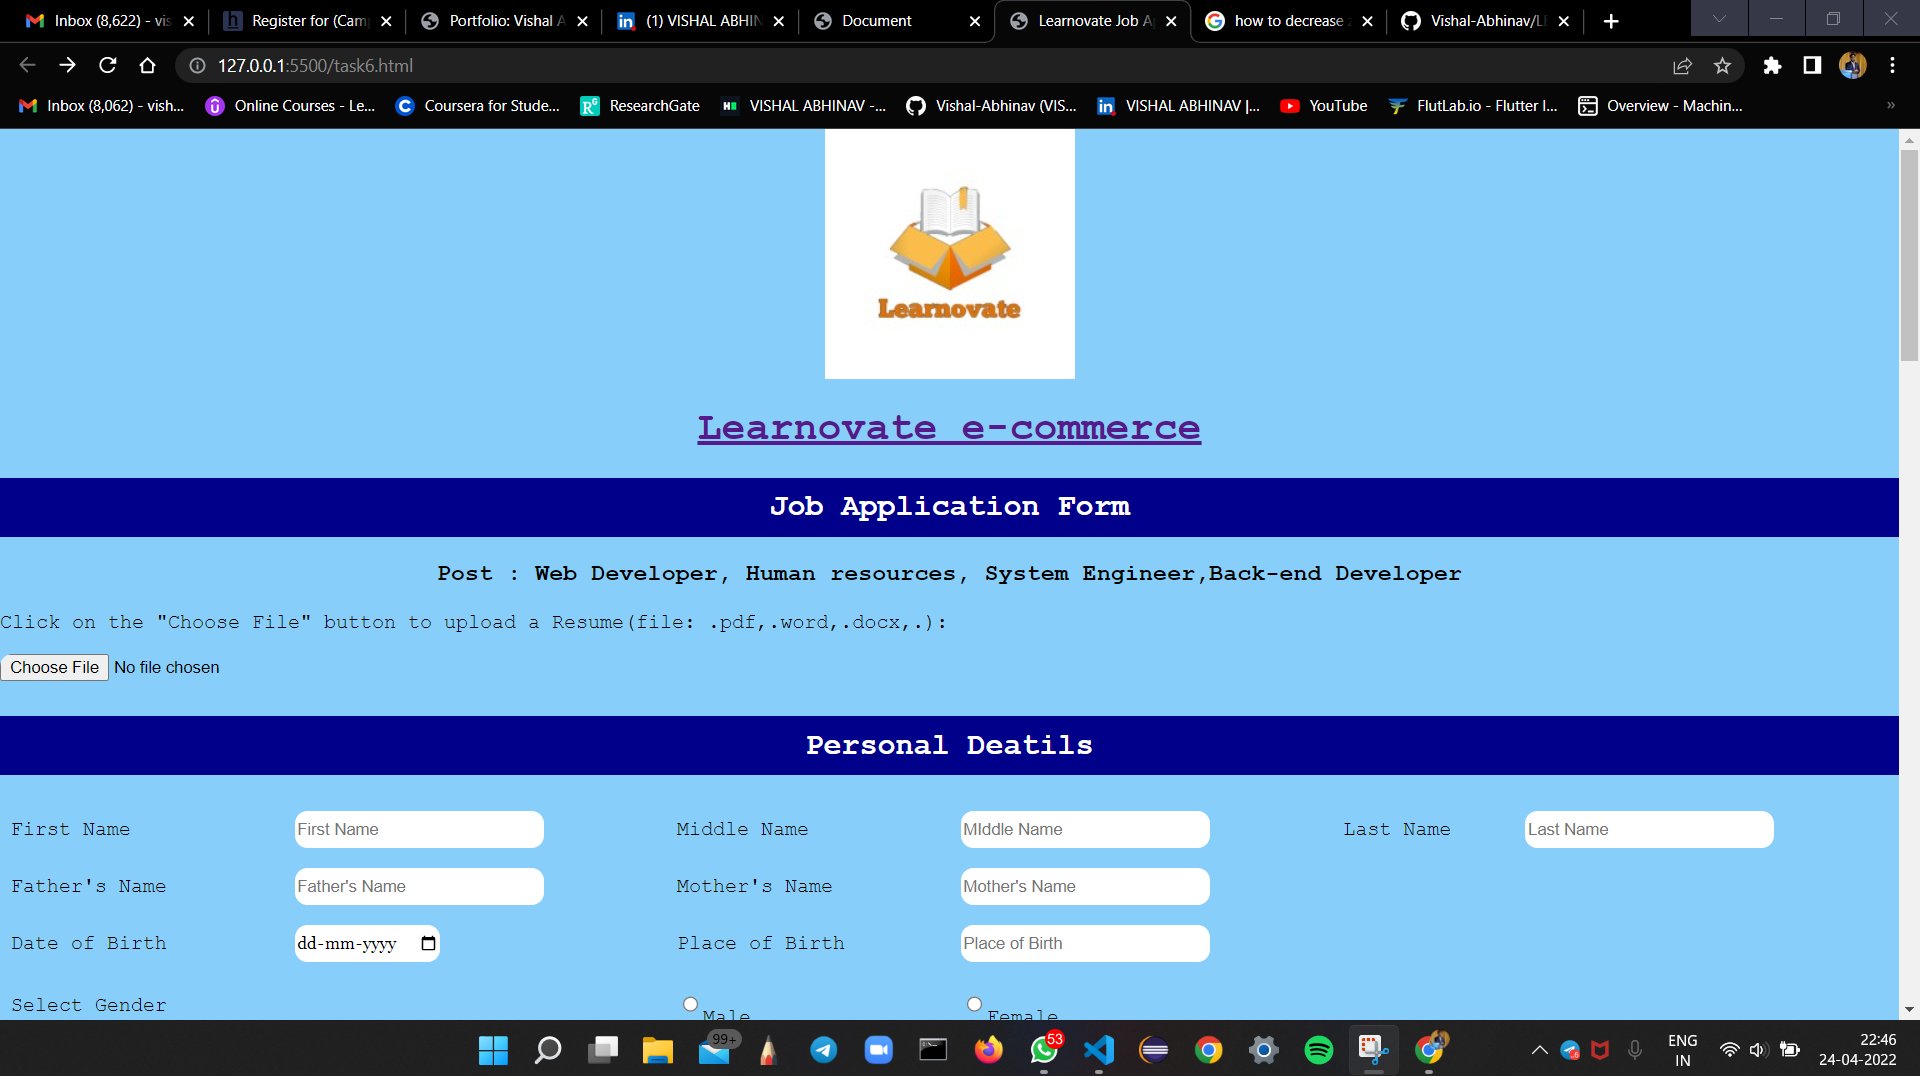 Inbox (8,622) - vis
Register for (Cam
Portfolio: Vishal A
(1) VISHAL ABHIN
Document
Learnovate Job A
how to decrease
Vishal-Abhinav/LE
127.0.0.1:5500/task6.html
Inbox (8,062) - vish...
Online Courses - Le...
Coursera for Stude...
ResearchGate
VISHAL ABHINAV -...
Vishal-Abhinav (VIS...
VISHAL ABHINAV |...
YouTube
FlutLab.io - Flutter I...
Overview - Machin...
Learnovate
Learnovate e-commerce
Job Application Form
Post : Web Developer, Human resources, System Engineer,Back-end Developer
Click on the "Choose File" button to upload a Resume(file: .pdf,.word,.docx,.):
Choose File No file chosen
Personal Deatils
First Name First Name Middle Name MIddle Name Last Name Last Name
Father's Name Father's Name Mother's Name Mother's Name
Date of Birth dd-mm-yyyy Place of Birth Place of Birth
Select Gender Male Female
99+
53
ENG
IN
22:46
24-04-2022